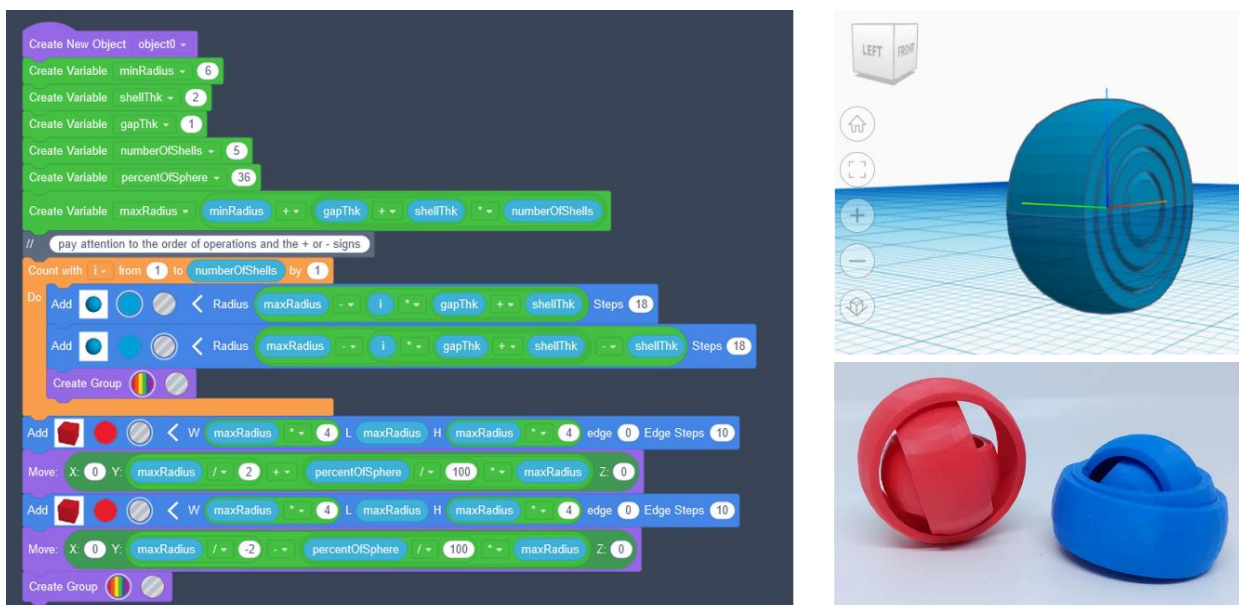 Create New Object object0
Create Variable minRadius 6
Create Variable shellThk 2
Create Variable gapThk 1
Create Variable numberOfShells 5
Create Variable percentOfSphere 36
Create Variable maxRadius minRadius + gapThk + shellThk * numberOfShells
// pay attention to the order of operations and the + or - signs
Count with i from 1 to numberOfShells by 1
Do Add Radius maxRadius - i * gapThk + shellThk Steps 18
Add Radius maxRadius - i * gapThk + shellThk - shellThk Steps 18
Create Group
Add W maxRadius * 4 L maxRadius H maxRadius * 4 edge 0 Edge Steps 10
Move: X: 0 Y: maxRadius / 2 + percentOfSphere / 100 * maxRadius Z: 0
Add W maxRadius * 4 L maxRadius H maxRadius * 4 edge 0 Edge Steps 10
Move: X: 0 Y: maxRadius / -2 - percentOfSphere / 100 * maxRadius Z: 0
Create Group
LEFT FRONT